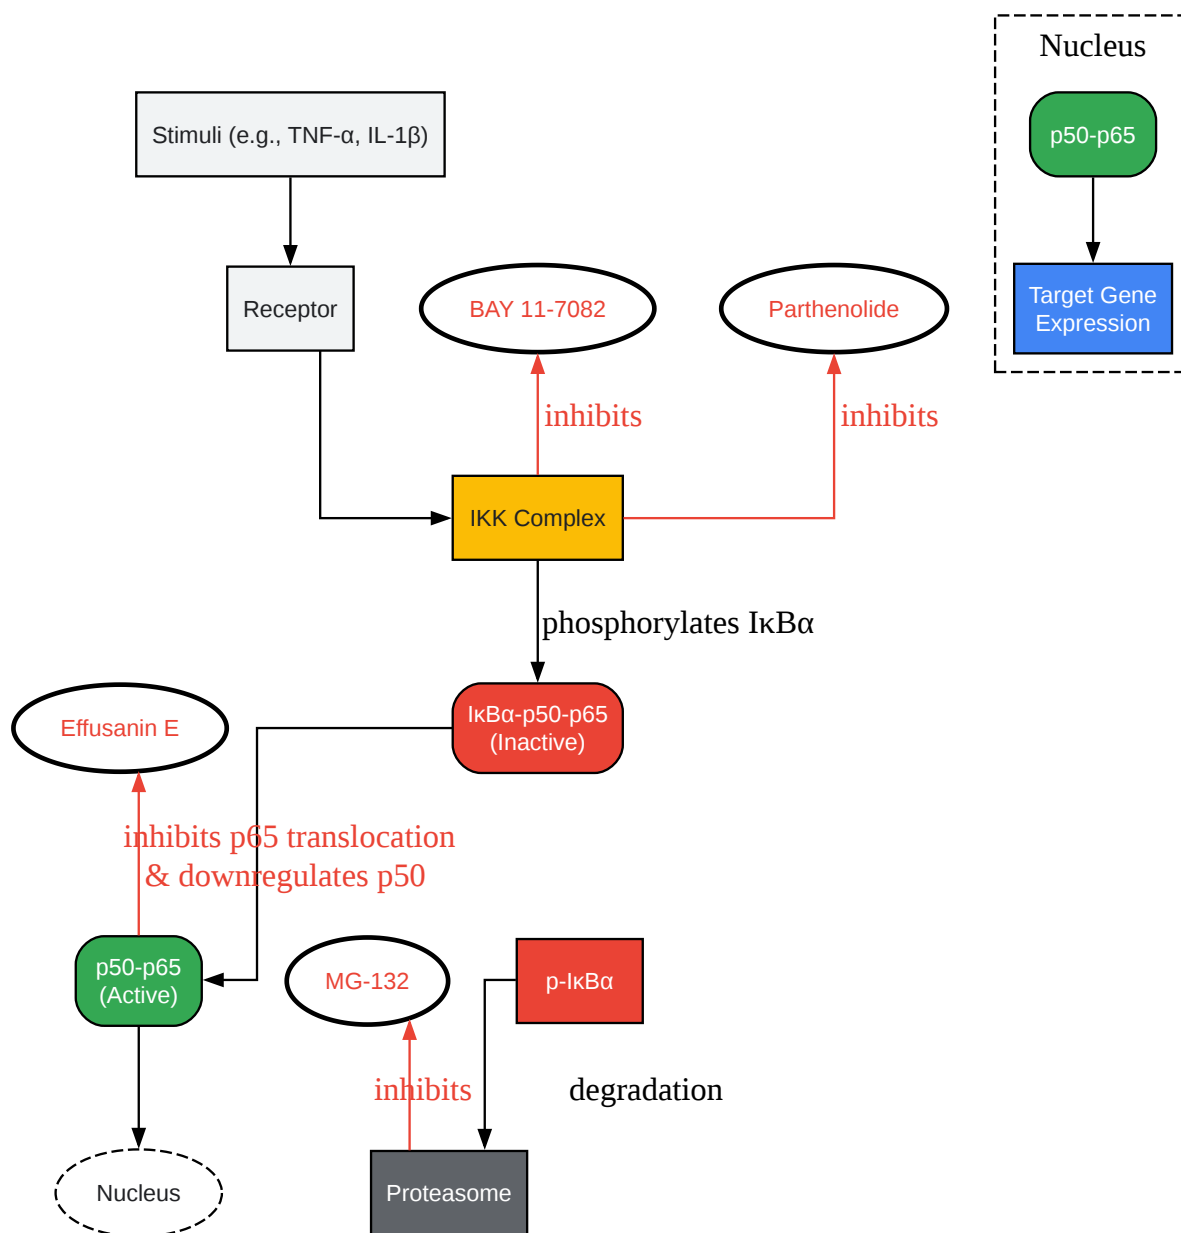 Nucleus
Stimuli (e.g., TNF-α, IL-1β)
p50-p65
Receptor
BAY 11-7082
Parthenolide
Target Gene
Expression
inhibits
inhibits
IKK Complex
phosphorylates IκBα
Effusanin E
IκBα-p50-p65
(Inactive)
inhibits p65 translocation
& downregulates p50
p50-p65
(Active)
MG-132
p-IκBα
inhibits
degradation
Nucleus
Proteasome